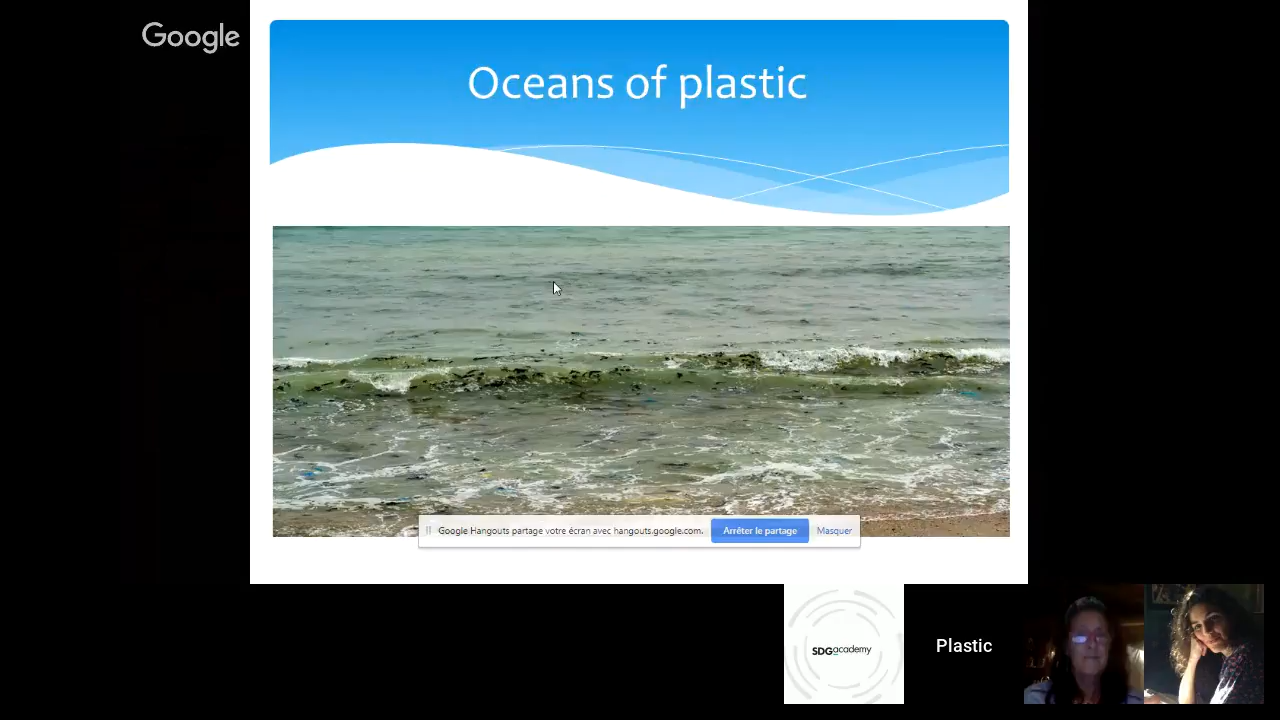 Google
Oceans of plastic
Google Hangouts partage votre écran avec hangouts.google.com.
Arrêter le partage
Masquer
SDGacademy
Plastic